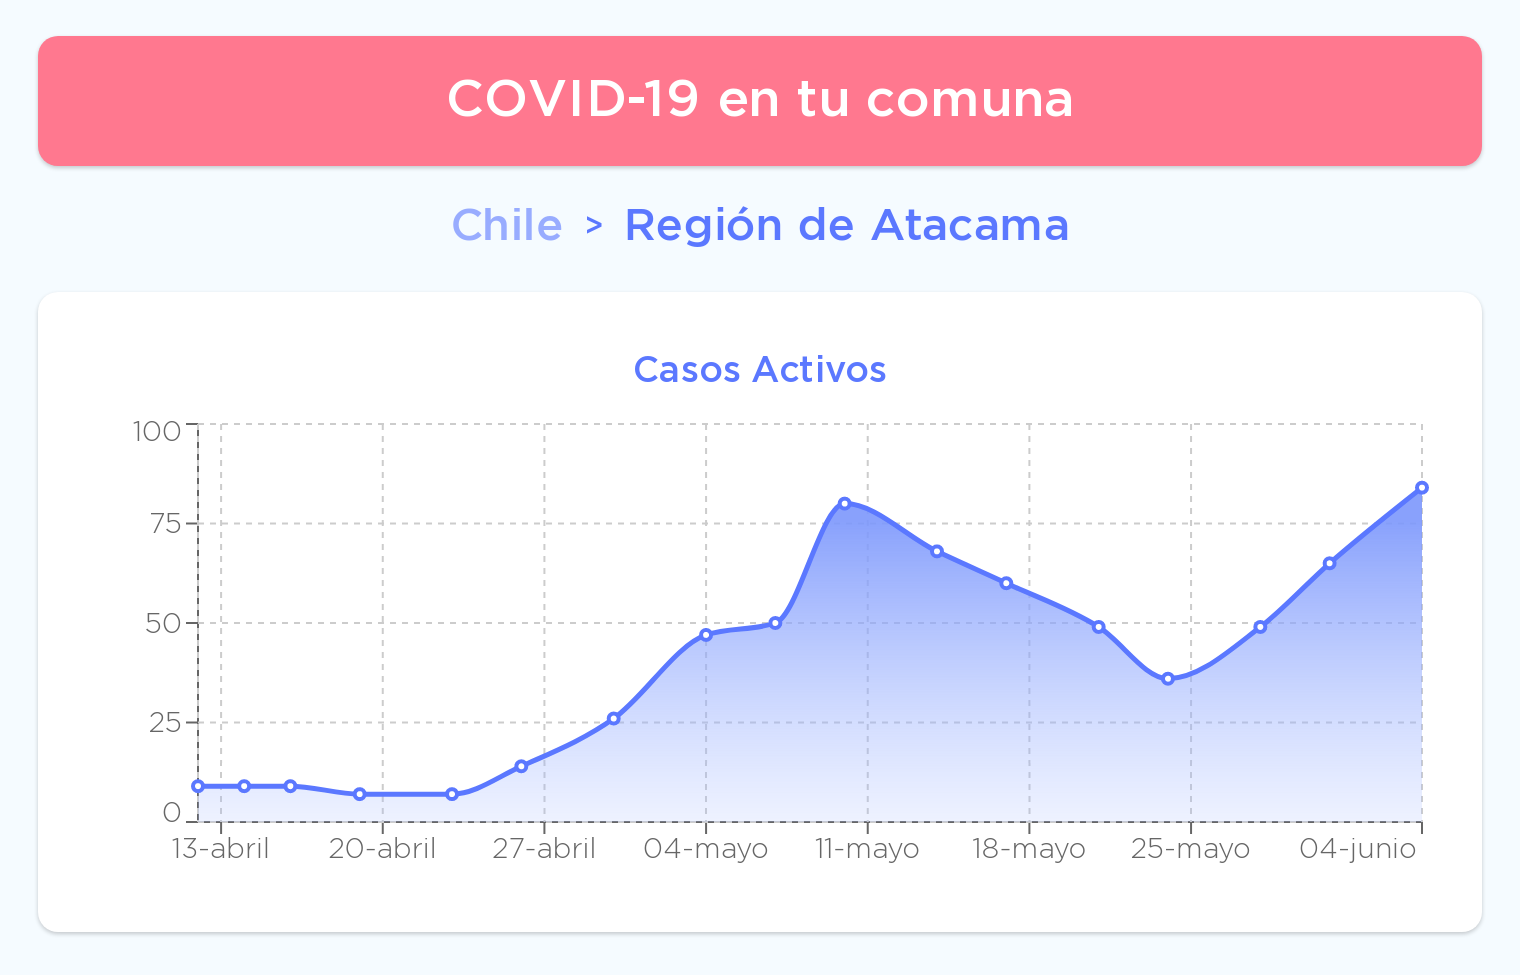 COVID-19 en tu comuna
Chile > Región de Atacama
Casos Activos
100
75
50
25
0
13-abril 20-abril 27-abril 04-mayo 11-mayo 18-mayo 25-mayo 04-junio